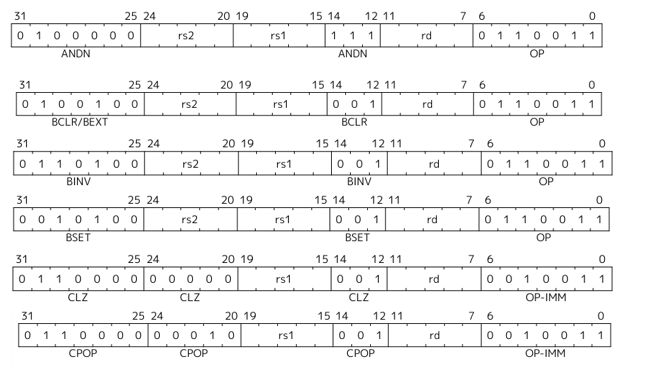 31 25 24 20 19 15 14 12 11 7 6 0
0 1 0 0 0 0 0 rs2 rs1 1 1 1 rd 0 1 1 0 0 1 1
ANDN ANDN OP
31 25 24 20 19 15 14 12 11 7 6 0
0 1 0 0 1 0 0 rs2 rs1 0 0 1 rd 0 1 1 0 0 1 1
BCLR/BEXT BCLR OP
31 25 24 20 19 15 14 12 11 7 6 0
0 1 1 0 1 0 0 rs2 rs1 0 0 1 rd 0 1 1 0 0 1 1
BINV BINV OP
31 25 24 20 19 15 14 12 11 7 6 0
0 0 1 0 1 0 0 rs2 rs1 0 0 1 rd 0 1 1 0 0 1 1
BSET BSET OP
31 25 24 20 19 15 14 12 11 7 6 0
0 1 1 0 0 0 0 0 0 0 0 0 rs1 0 0 1 rd 0 0 1 0 0 1 1
CLZ CLZ CLZ OP-IMM
31 25 24 20 19 15 14 12 11 7 6 0
0 1 1 0 0 0 0 0 0 0 1 0 rs1 0 0 1 rd 0 0 1 0 0 1 1
CPOP CPOP CPOP OP-IMM